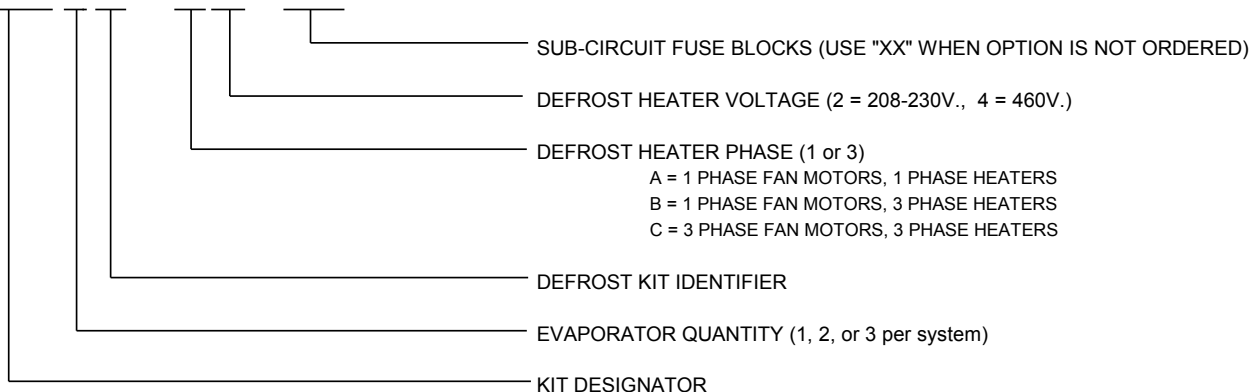 SUB-CIRCUIT FUSE BLOCKS (USE "XX" WHEN OPTION IS NOT ORDERED)
DEFROST HEATER VOLTAGE (2 = 208-230V., 4 = 460V.)
DEFROST HEATER PHASE (1 or 3)
A = 1 PHASE FAN MOTORS, 1 PHASE HEATERS
B = 1 PHASE FAN MOTORS, 3 PHASE HEATERS
C = 3 PHASE FAN MOTORS, 3 PHASE HEATERS
DEFROST KIT IDENTIFIER
EVAPORATOR QUANTITY (1, 2, or 3 per system)
KIT DESIGNATOR